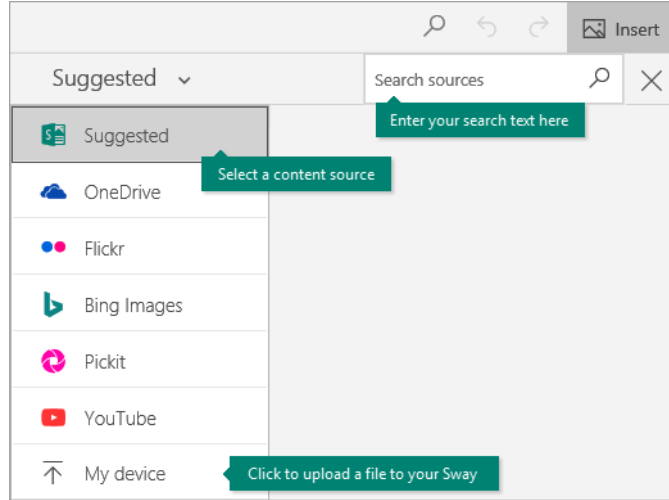 Insert
Suggested
Search sources
Enter your search text here
Suggested
Select a content source
OneDrive
Flickr
Bing Images
Pickit
YouTube
My device
Click to upload a file to your Sway